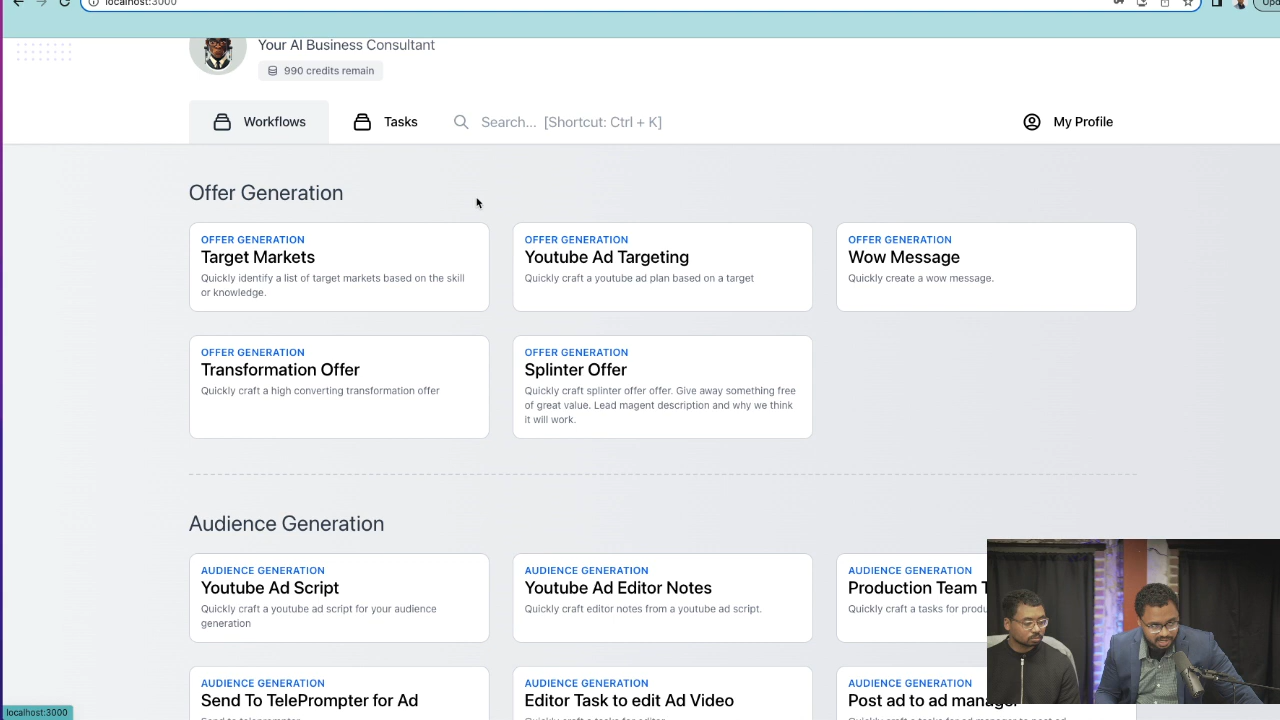 localhost:3000
Your AI Business Consultant
990 credits remain
Workflows
Tasks
Search... [Shortcut: Ctrl + K]
My Profile
Offer Generation
OFFER GENERATION
Target Markets
Quickly identify a list of target markets based on the skill
or knowledge.
OFFER GENERATION
Youtube Ad Targeting
Quickly craft a youtube ad plan based on a target
OFFER GENERATION
Wow Message
Quickly create a wow message.
OFFER GENERATION
Transformation Offer
Quickly craft a high converting transformation offer
OFFER GENERATION
Splinter Offer
Quickly craft splinter offer offer. Give away something free
of great value. Lead magent description and why we think
it will work.
Audience Generation
AUDIENCE GENERATION
Youtube Ad Script
Quickly craft a youtube ad script for your audience
generation
AUDIENCE GENERATION
Youtube Ad Editor Notes
Quickly craft editor notes from a youtube ad script.
AUDIENCE GENERATION
Production Team
Quickly craft a tasks for
AUDIENCE GENERATION
Send To TelePrompter for Ad
AUDIENCE GENERATION
Editor Task to edit Ad Video
AUDIENCE GENERATION
Post ad to ad manager
localhost:3000